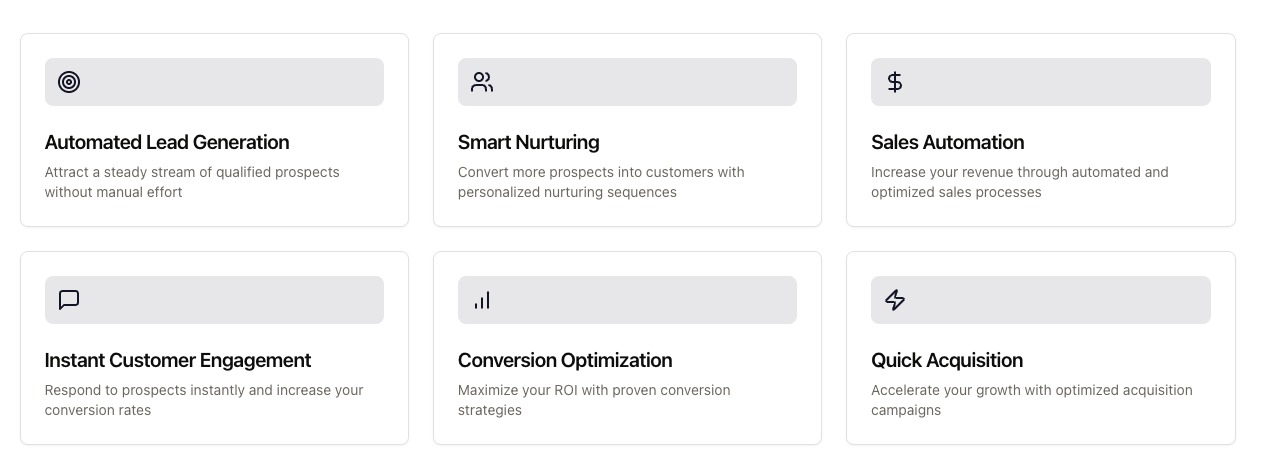 Automated Lead Generation
Attract a steady stream of qualified prospects
without manual effort
Smart Nurturing
Convert more prospects into customers with
personalized nurturing sequences
Sales Automation
Increase your revenue through automated and
optimized sales processes
Instant Customer Engagement
Respond to prospects instantly and increase your
conversion rates
Conversion Optimization
Maximize your ROI with proven conversion
strategies
Quick Acquisition
Accelerate your growth with optimized acquisition
campaigns